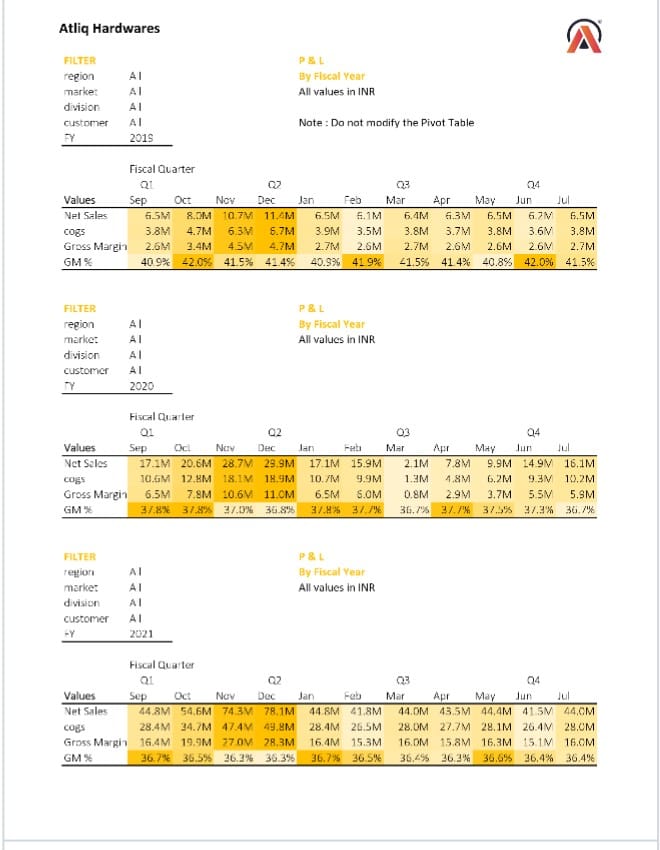 Atliq Hardwares
FILTER P & L
region All By Fiscal Year
market All All values in INR
division All
customer All Note : Do not modify the Pivot Table
FY 2019
Fiscal Quarter
Q1 Q2 Q3 Q4
Values Sep Oct Nov Dec Jan Feb Mar Apr May Jun Jul
Net Sales 6.5M 8.0M 10.7M 11.4M 6.5M 6.1M 6.4M 6.3M 6.5M 6.2M 6.5M
cogs 3.8M 4.7M 6.3M 6.7M 3.9M 3.5M 3.8M 3.7M 3.8M 3.6M 3.8M
Gross Margin 2.6M 3.4M 4.5M 4.7M 2.7M 2.6M 2.7M 2.6M 2.6M 2.6M 2.7M
GM % 40.9% 42.0% 41.5% 41.4% 40.9% 41.9% 41.5% 41.4% 40.8% 42.0% 41.5%
FILTER P & L
region All By Fiscal Year
market All All values in INR
division All
customer All
FY 2020
Fiscal Quarter
Q1 Q2 Q3 Q4
Values Sep Oct Nov Dec Jan Feb Mar Apr May Jun Jul
Net Sales 17.1M 20.6M 28.7M 29.9M 17.1M 15.9M 2.1M 7.8M 9.9M 14.9M 16.1M
cogs 10.6M 12.8M 18.1M 18.9M 10.7M 9.9M 1.3M 4.8M 6.2M 9.3M 10.2M
Gross Margin 6.5M 7.8M 10.6M 11.0M 6.5M 6.0M 0.8M 2.9M 3.7M 5.5M 5.9M
GM % 37.8% 37.8% 37.0% 36.8% 37.8% 37.7% 36.7% 37.7% 37.5% 37.3% 36.7%
FILTER P & L
region All By Fiscal Year
market All All values in INR
division All
customer All
FY 2021
Fiscal Quarter
Q1 Q2 Q3 Q4
Values Sep Oct Nov Dec Jan Feb Mar Apr May Jun Jul
Net Sales 44.8M 54.6M 74.3M 78.1M 44.8M 41.8M 44.0M 43.5M 44.4M 41.5M 44.0M
cogs 28.4M 34.7M 47.4M 49.8M 28.4M 26.5M 28.0M 27.7M 28.1M 26.4M 28.0M
Gross Margin 16.4M 19.9M 27.0M 28.3M 16.4M 15.3M 16.0M 15.8M 16.3M 15.1M 16.0M
GM % 36.7% 36.5% 36.3% 36.3% 36.7% 36.5% 36.4% 36.3% 36.6% 36.4% 36.4%